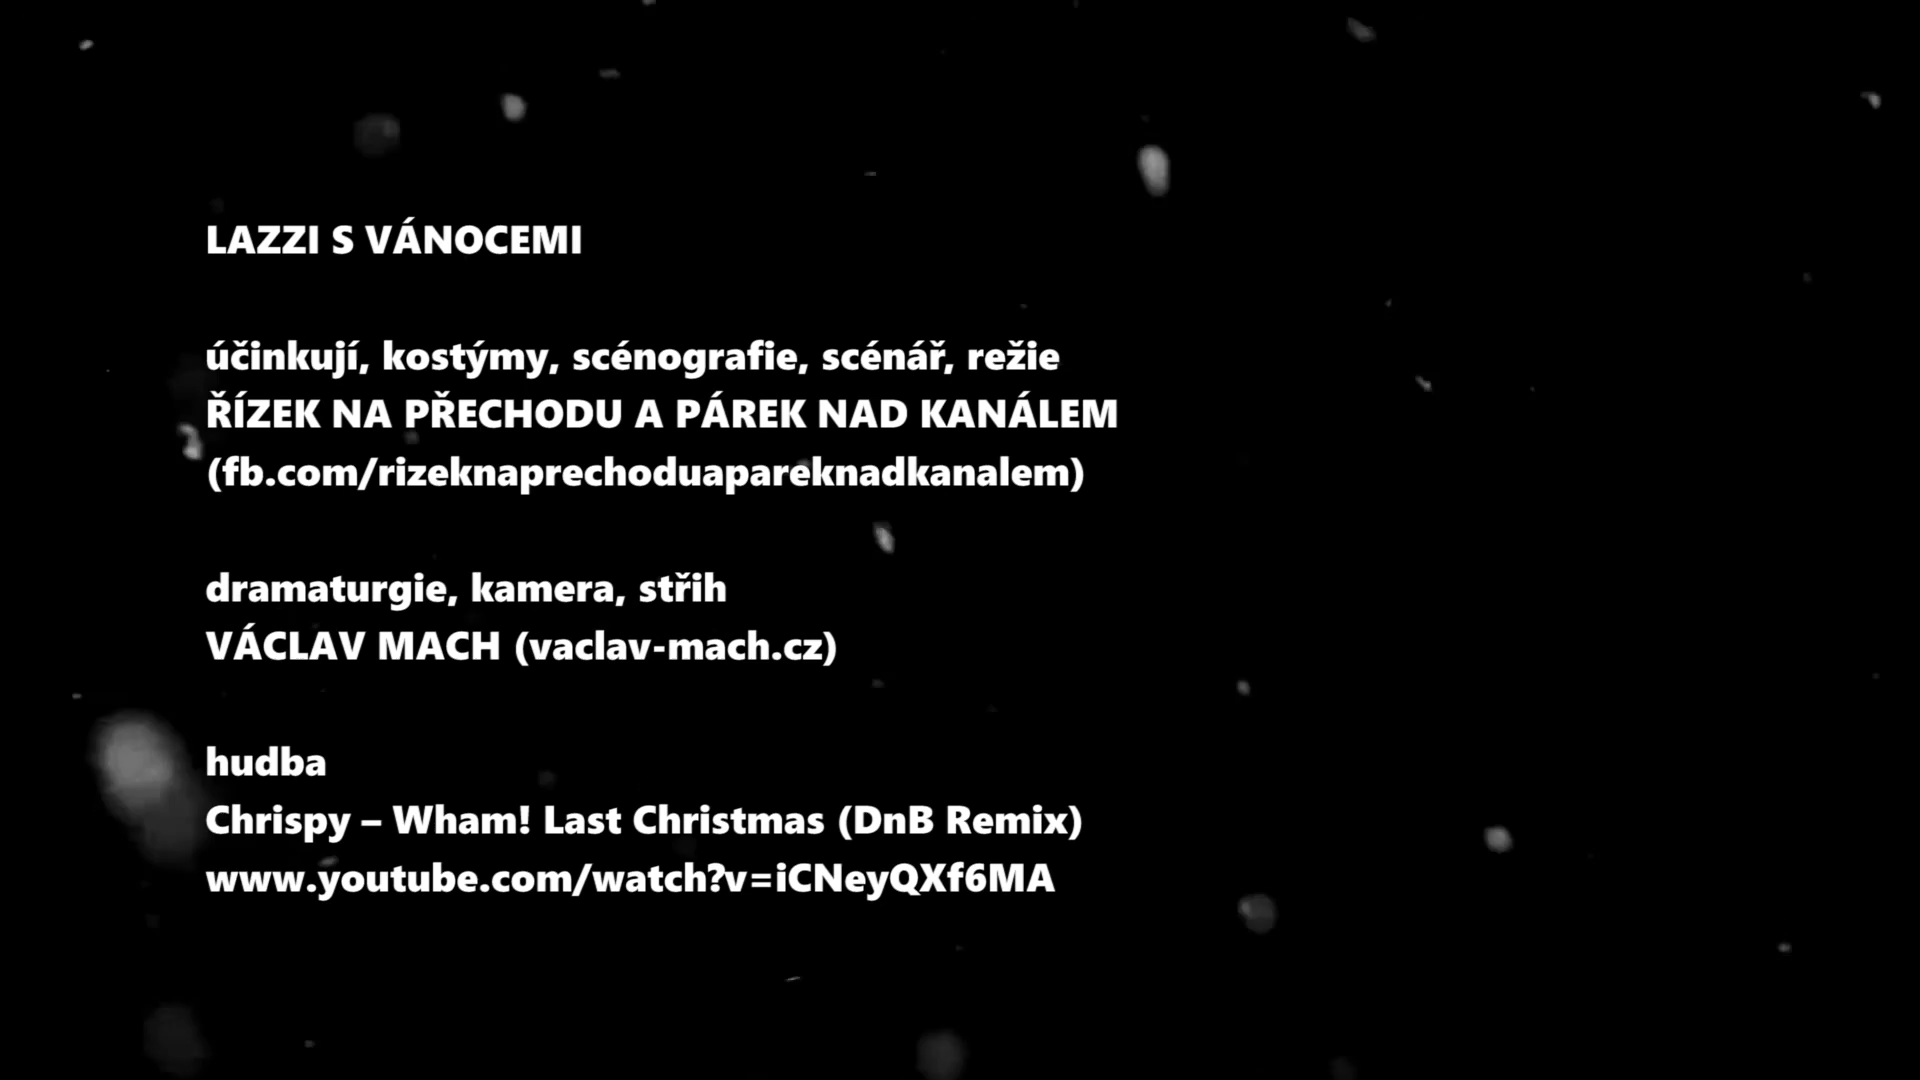 LAZZI S VÁNOCEMI
účinkují, kostýmy, scénografie, scénář, režie
ŘÍZEK NA PŘECHODU A PÁREK NAD KANÁLEM
(fb.com/rizeknaprechoduapareknadkanalem)
dramaturgie, kamera, střih
VÁCLAV MACH (vaclav-mach.cz)
hudba
Chrispy – Wham! Last Christmas (DnB Remix)
www.youtube.com/watch?v=iCNeyQXf6MA